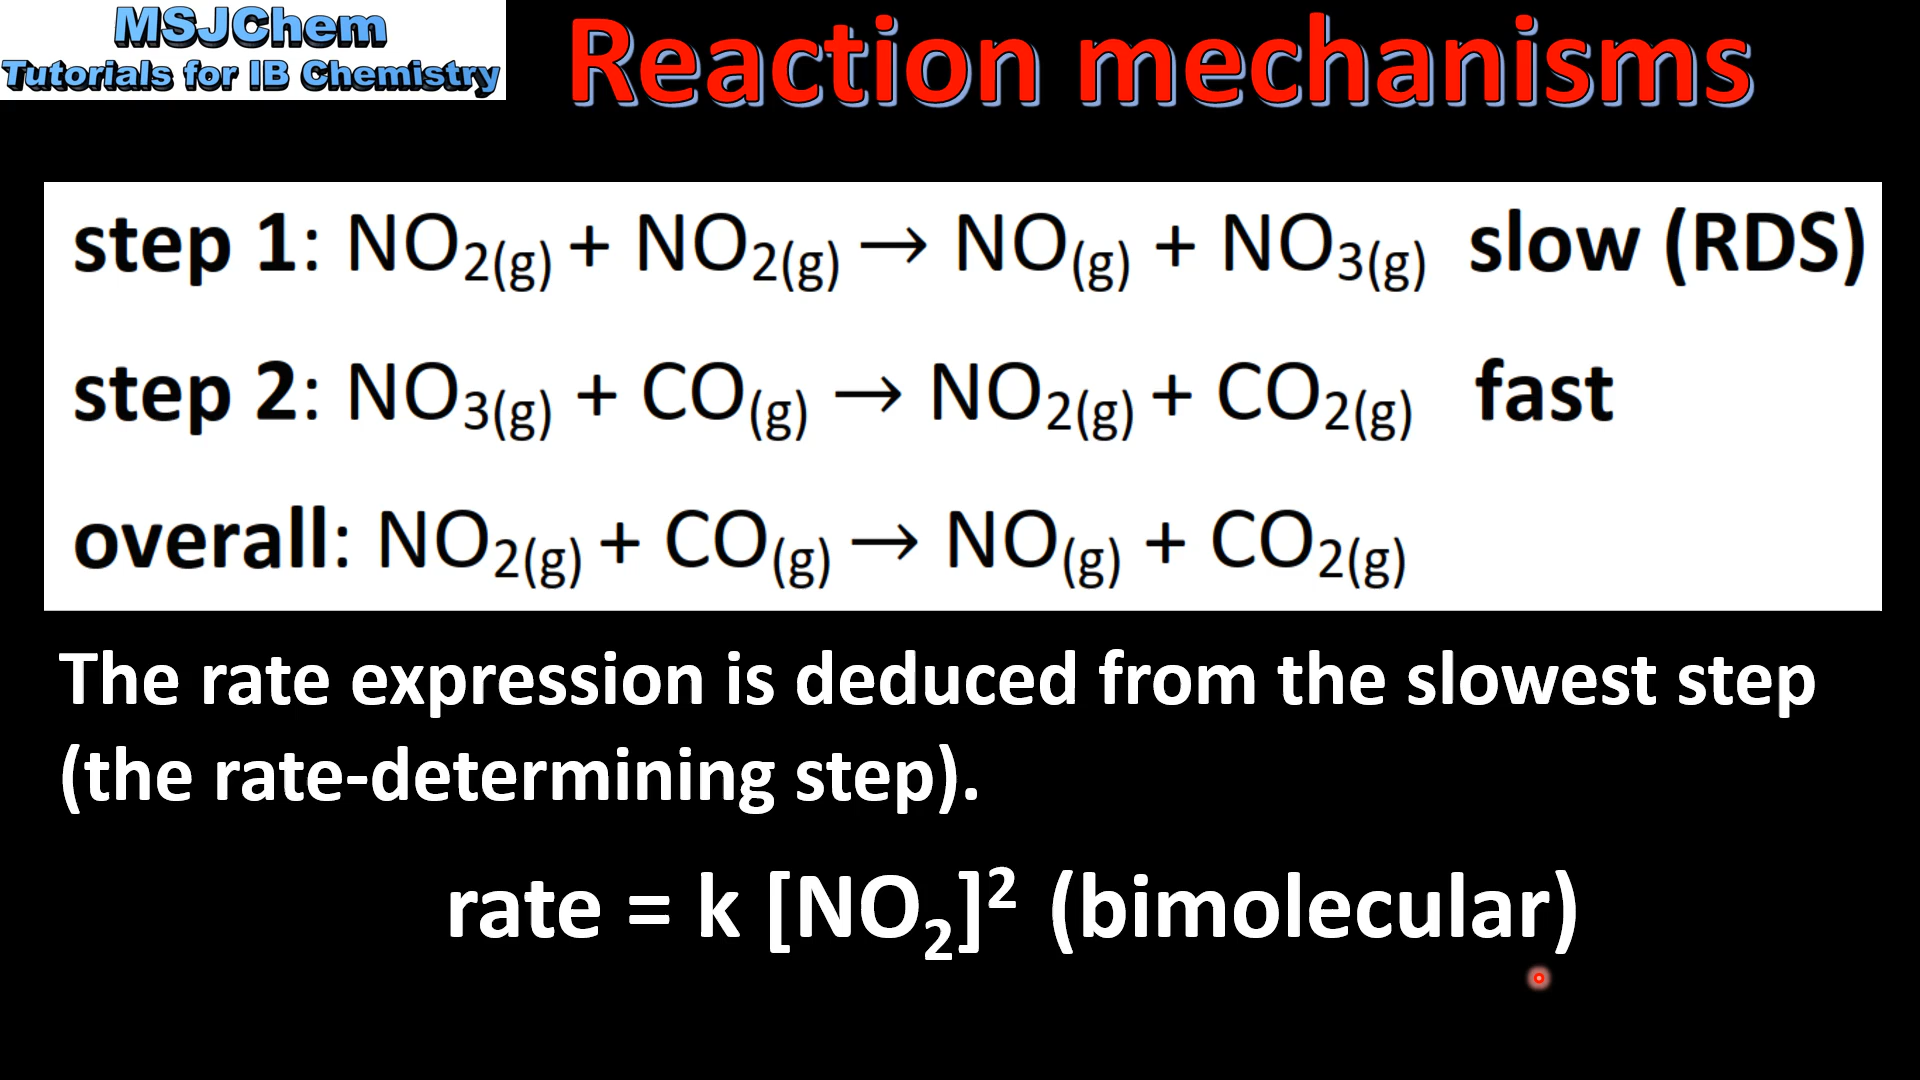 MSJChem
Tutorials for IB Chemistry
Reaction mechanisms
step 1: NO₂(g) + NO₂(g) → NO(g) + NO₃(g) slow (RDS)
step 2: NO₃(g) + CO(g) → NO₂(g) + CO₂(g) fast
overall: NO₂(g) + CO(g) → NO(g) + CO₂(g)
The rate expression is deduced from the slowest step
(the rate-determining step).
rate = k [NO₂]² (bimolecular)